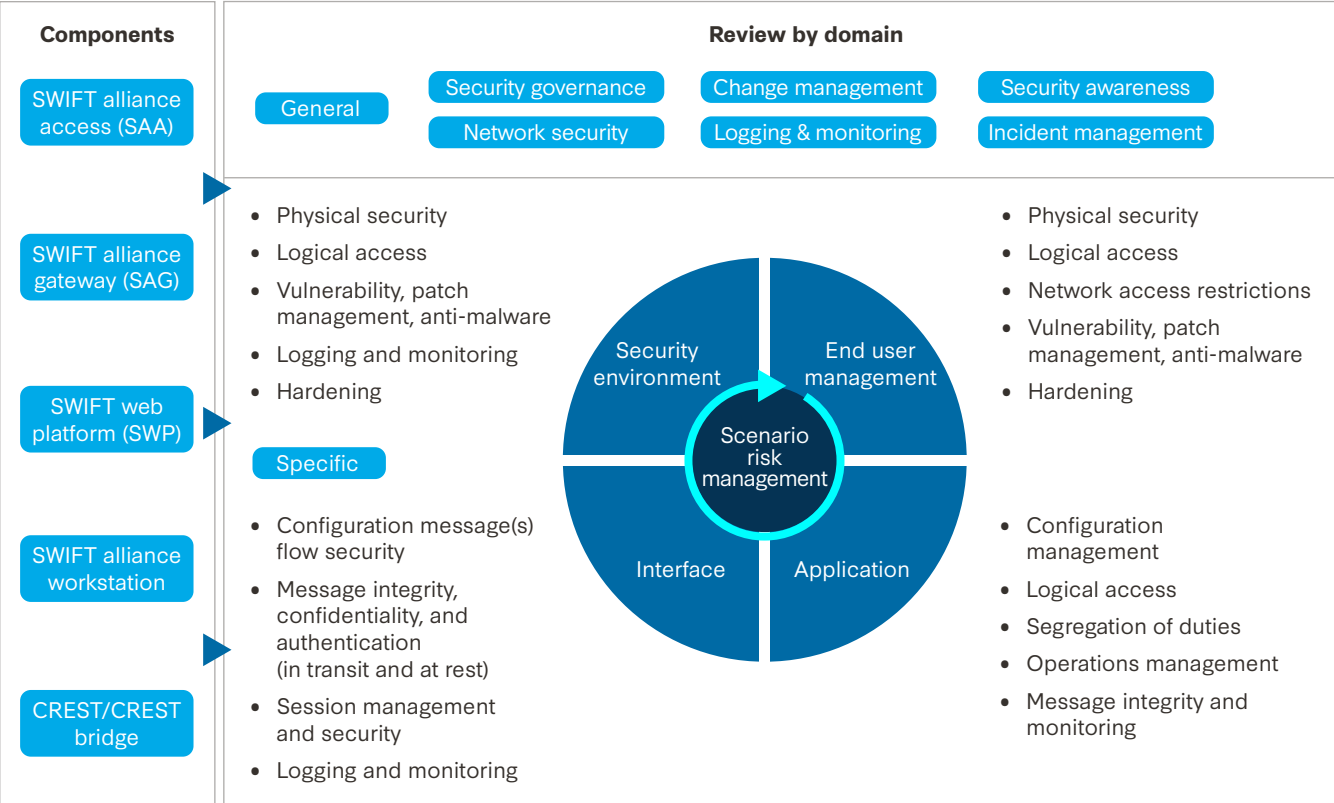 Components
SWIFT alliance
access (SAA)
SWIFT alliance
gateway (SAG)
SWIFT web
platform (SWP)
SWIFT alliance
workstation
CREST/CREST
bridge
Review by domain
General
Security governance
Change management
Security awareness
Network security
Logging & monitoring
Incident management
• Physical security
• Logical access
• Vulnerability, patch
management, anti-malware
• Logging and monitoring
• Hardening
Specific
• Configuration message(s)
flow security
• Message integrity,
confidentiality, and
authentication
(in transit and at rest)
• Session management
and security
• Logging and monitoring
Security
environment
End user
management
Scenario
risk
management
Interface
Application
• Physical security
• Logical access
• Network access restrictions
• Vulnerability, patch
management, anti-malware
• Hardening
• Configuration
management
• Logical access
• Segregation of duties
• Operations management
• Message integrity and
monitoring